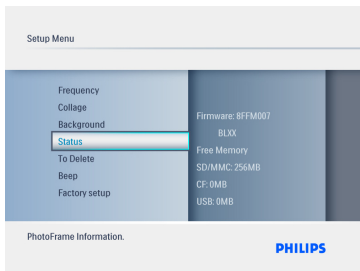 Setup Menu
Frequency
Collage
Background
Status
To Delete
Beep
Factory setup
Firmware: 8FFM007
BLXX
Free Memory
SD/MMC: 256MB
CF: 0MB
USB: 0MB
PhotoFrame Information.
PHILIPS